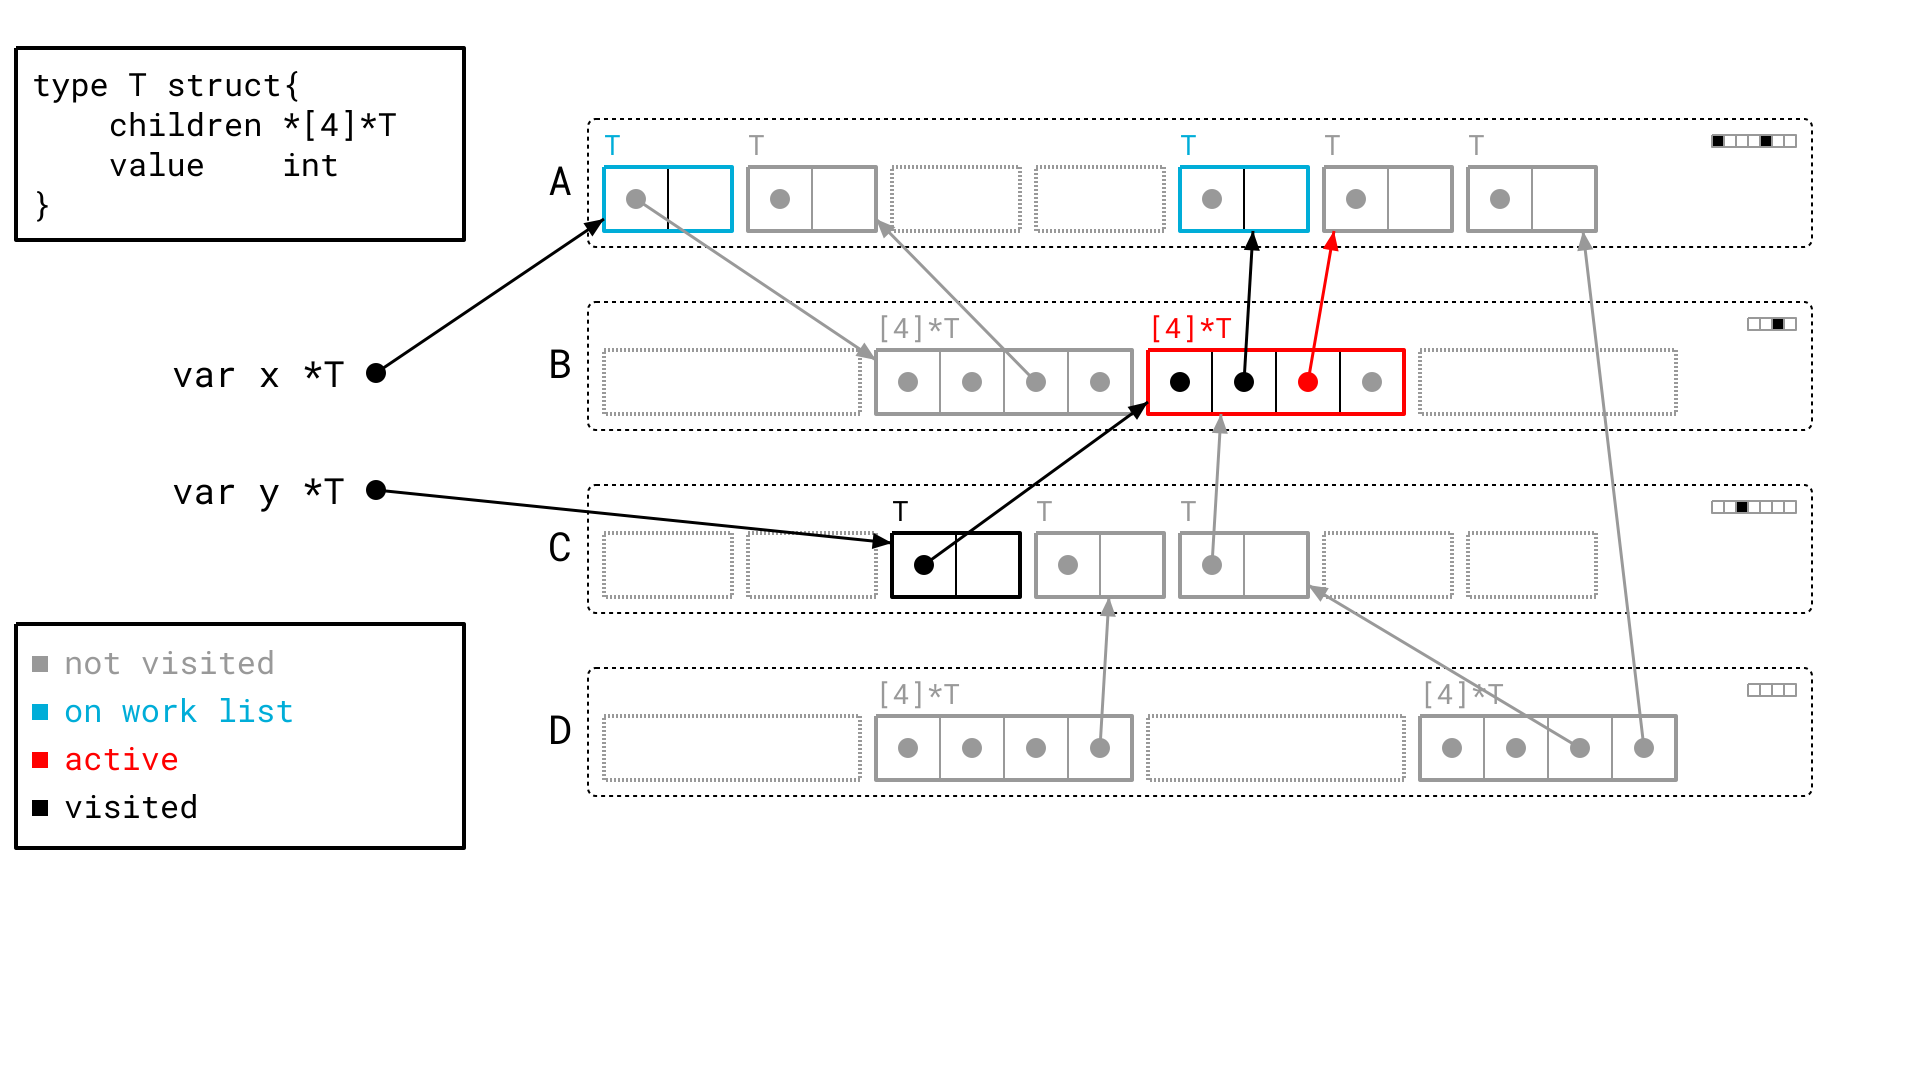 type T struct{
    children *[4]*T
    value    int
}
T T T T T
A
[4]*T [4]*T
B
var x *T
var y *T
T T T
C
not visited
on work list
active
visited
[4]*T [4]*T
D